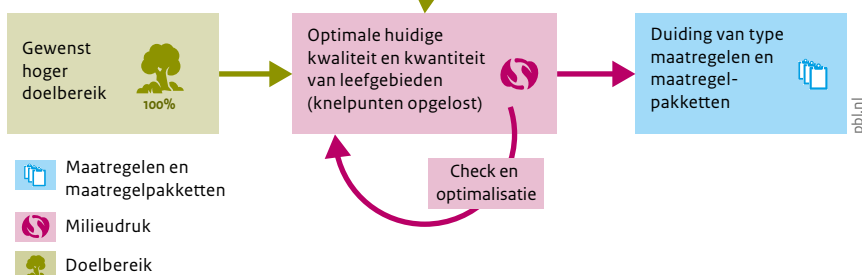 Gewenst
hoger
doelbereik
100%
Optimale huidige
kwaliteit en kwantiteit
van leefgebieden
(knelpunten opgelost)
Duiding van type
maatregelen en
maatregel-
pakketten
pbl.nl
Check en
optimalisatie
Maatregelen en
maatregelpakketten
Milieudruk
Doelbereik